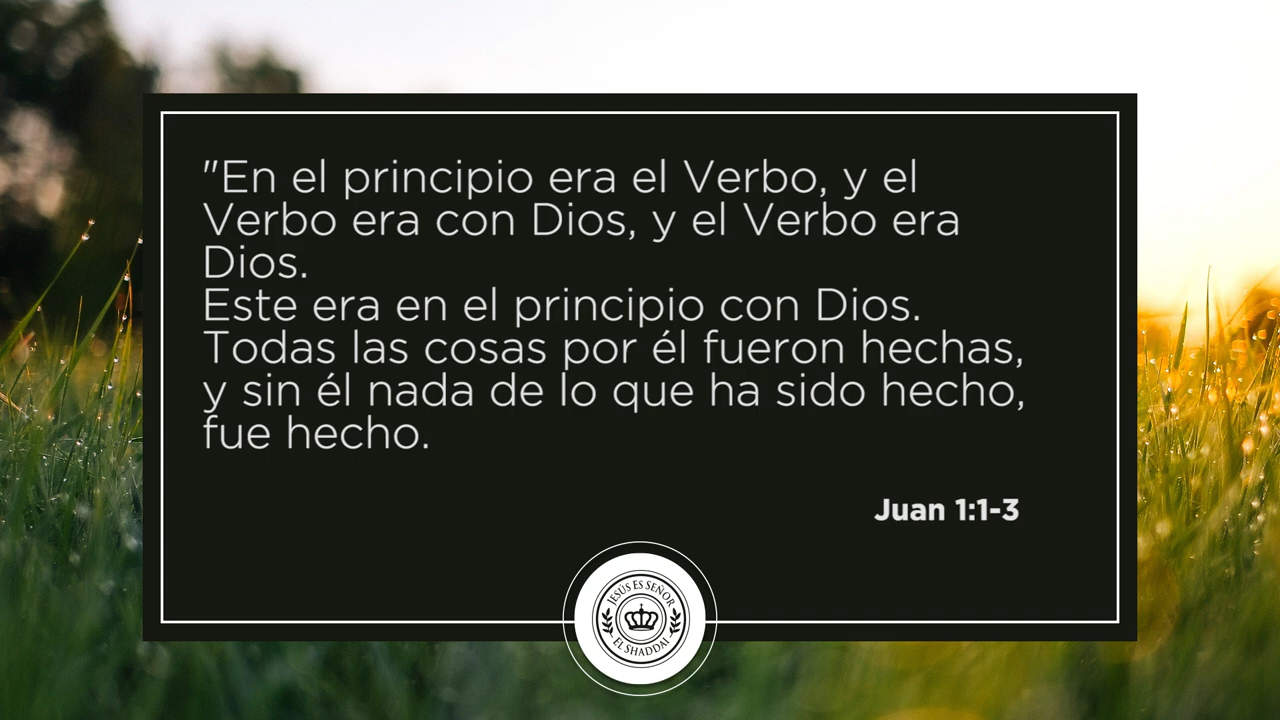 "En el principio era el Verbo, y el
Verbo era con Dios, y el Verbo era
Dios.
Este era en el principio con Dios.
Todas las cosas por él fueron hechas,
y sin él nada de lo que ha sido hecho,
fue hecho.
Juan 1:1-3
JESÚS ES SEÑOR
EL SHADDAI